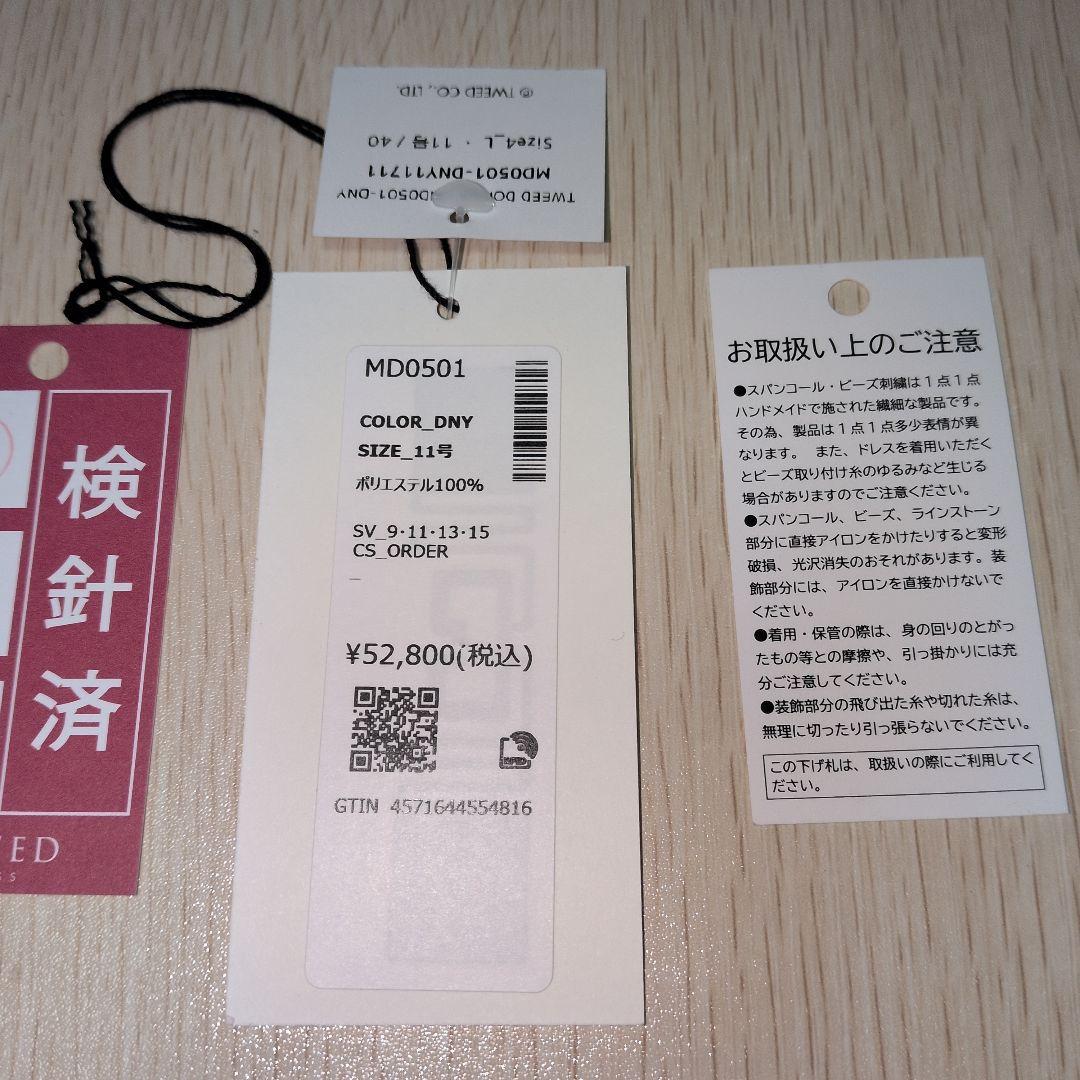 © TWEED CO., LTD.
Size4_L ・ 11号 / 40
MD0501-DNY11711
TWEED DO MD0501-DNY
検針済
MD0501
COLOR_DNY
SIZE_11号
ポリエステル100%
SV_9・11・13・15
CS_ORDER
—
¥52,800(税込)
RFID
GTIN 4571644554816
お取扱い上のご注意
●スパンコール・ビーズ刺繍は１点１点
ハンドメイドで施された繊細な製品です。
その為、製品は１点１点多少表情が異
なります。 また、ドレスを着用いただく
とビーズ取り付け糸のゆるみなど生じる
場合がありますのでご注意ください。
●スパンコール、ビーズ、ラインストーン
部分に直接アイロンをかけたりすると変形
破損、光沢消失のおそれがあります。装
飾部分には、アイロンを直接かけないで
ください。
●着用・保管の際は、身の回りのとがっ
たもの等との摩擦や、引っ掛かりには充
分ご注意してください。
●装飾部分の飛び出た糸や切れた糸は、
無理に切ったり引っ張らないでください。
この下げ札は、取扱いの際にご利用してく
ださい。